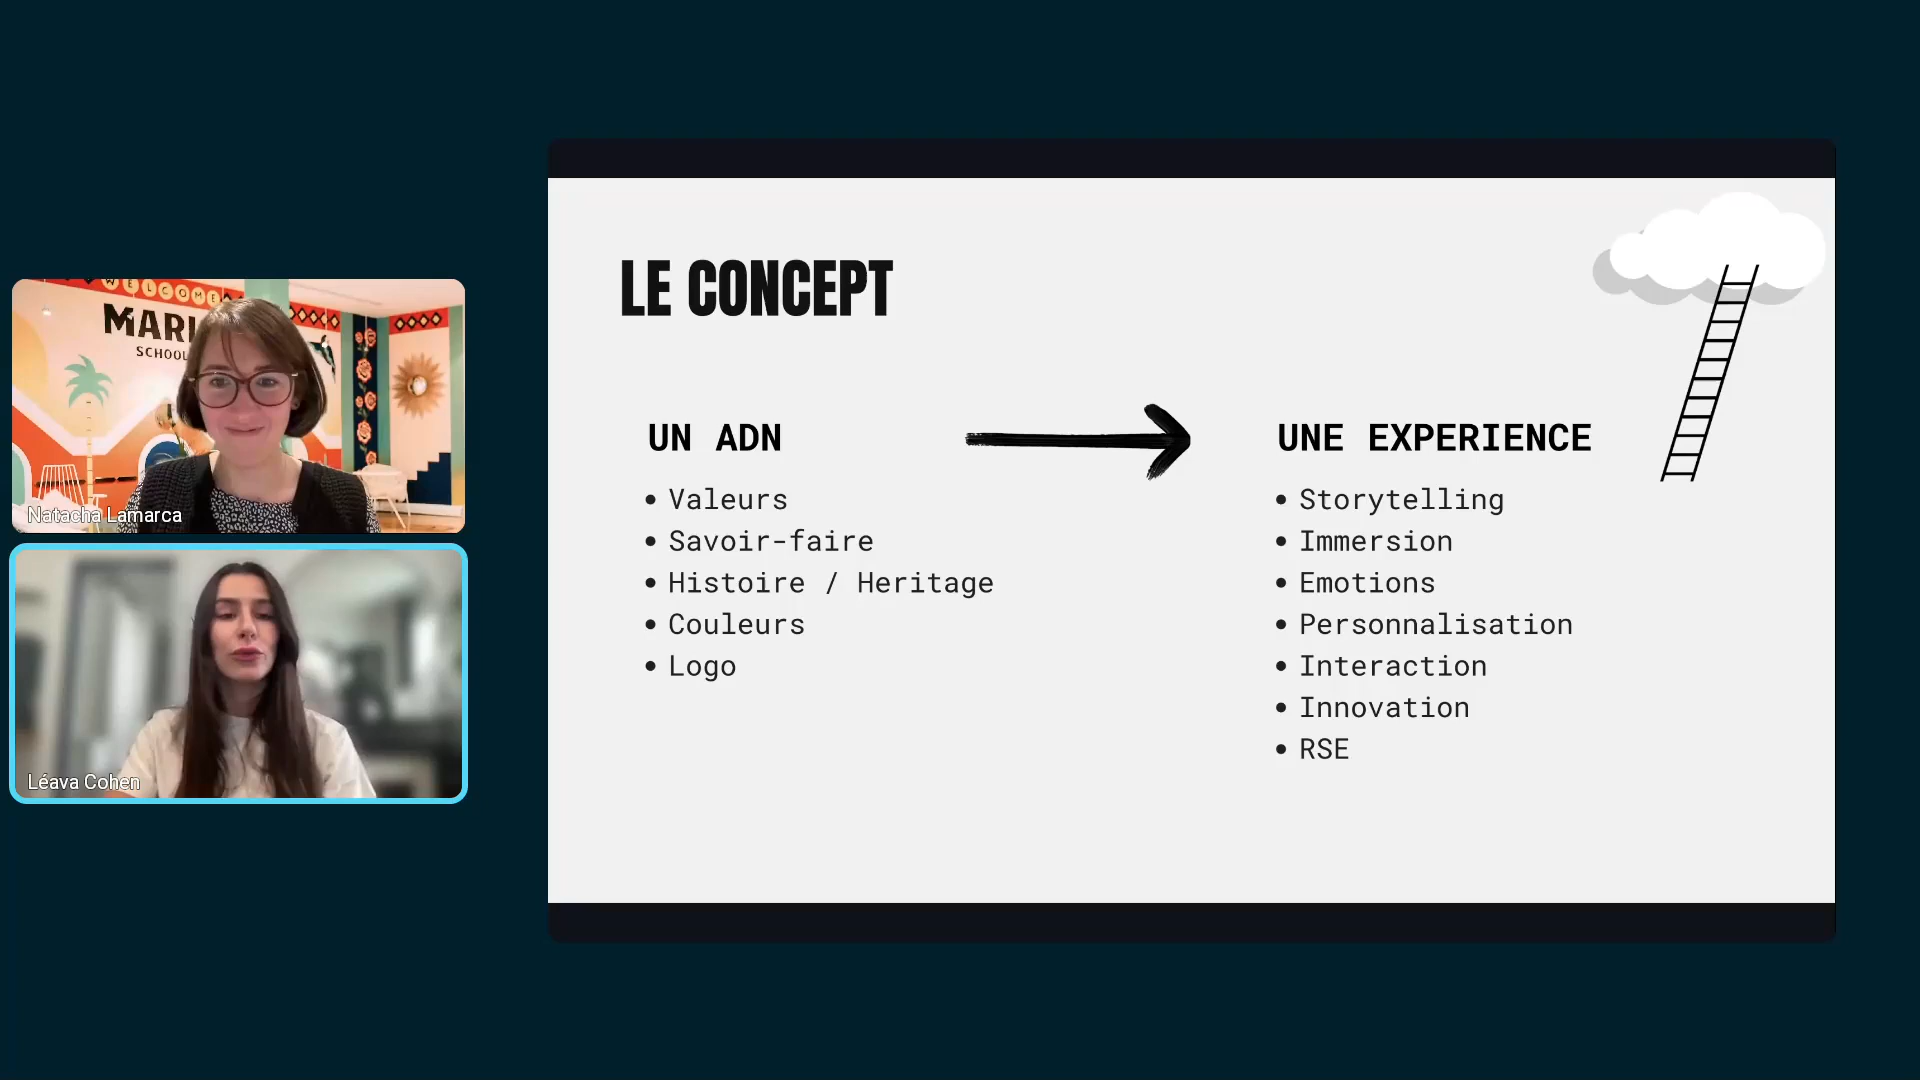 WELCOME
MARI
SCHOOL
Natacha Lamarca
Léava Cohen
LE CONCEPT
UN ADN
• Valeurs
• Savoir-faire
• Histoire / Heritage
• Couleurs
• Logo
UNE EXPERIENCE
• Storytelling
• Immersion
• Emotions
• Personnalisation
• Interaction
• Innovation
• RSE